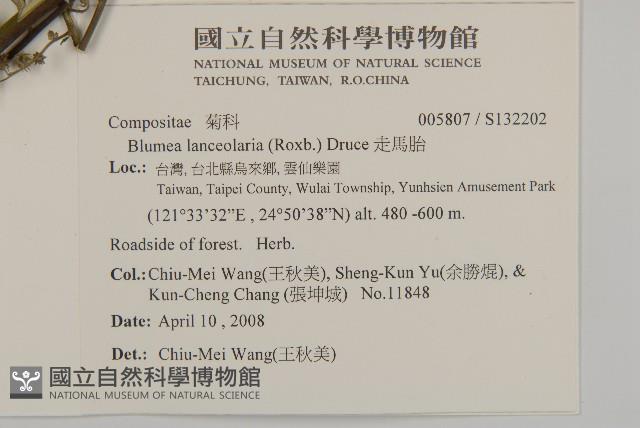 國立自然科學博物館
NATIONAL MUSEUM OF NATURAL SCIENCE
TAICHUNG, TAIWAN, R.O.CHINA
Compositae 菊科 005807 / S132202
Blumea lanceolaria (Roxb.) Druce 走馬胎
Loc.: 台灣, 台北縣烏來鄉, 雲仙樂園
Taiwan, Taipei County, Wulai Township, Yunhsien Amusement Park
(121°33’32”E , 24°50’38”N) alt. 480 -600 m.
Roadside of forest. Herb.
Col.: Chiu-Mei Wang(王秋美), Sheng-Kun Yu(余勝焜), &
Kun-Cheng Chang (張坤城) No.11848
Date: April 10 , 2008
Det.: Chiu-Mei Wang(王秋美)
國立自然科學博物館
NATIONAL MUSEUM OF NATURAL SCIENCE